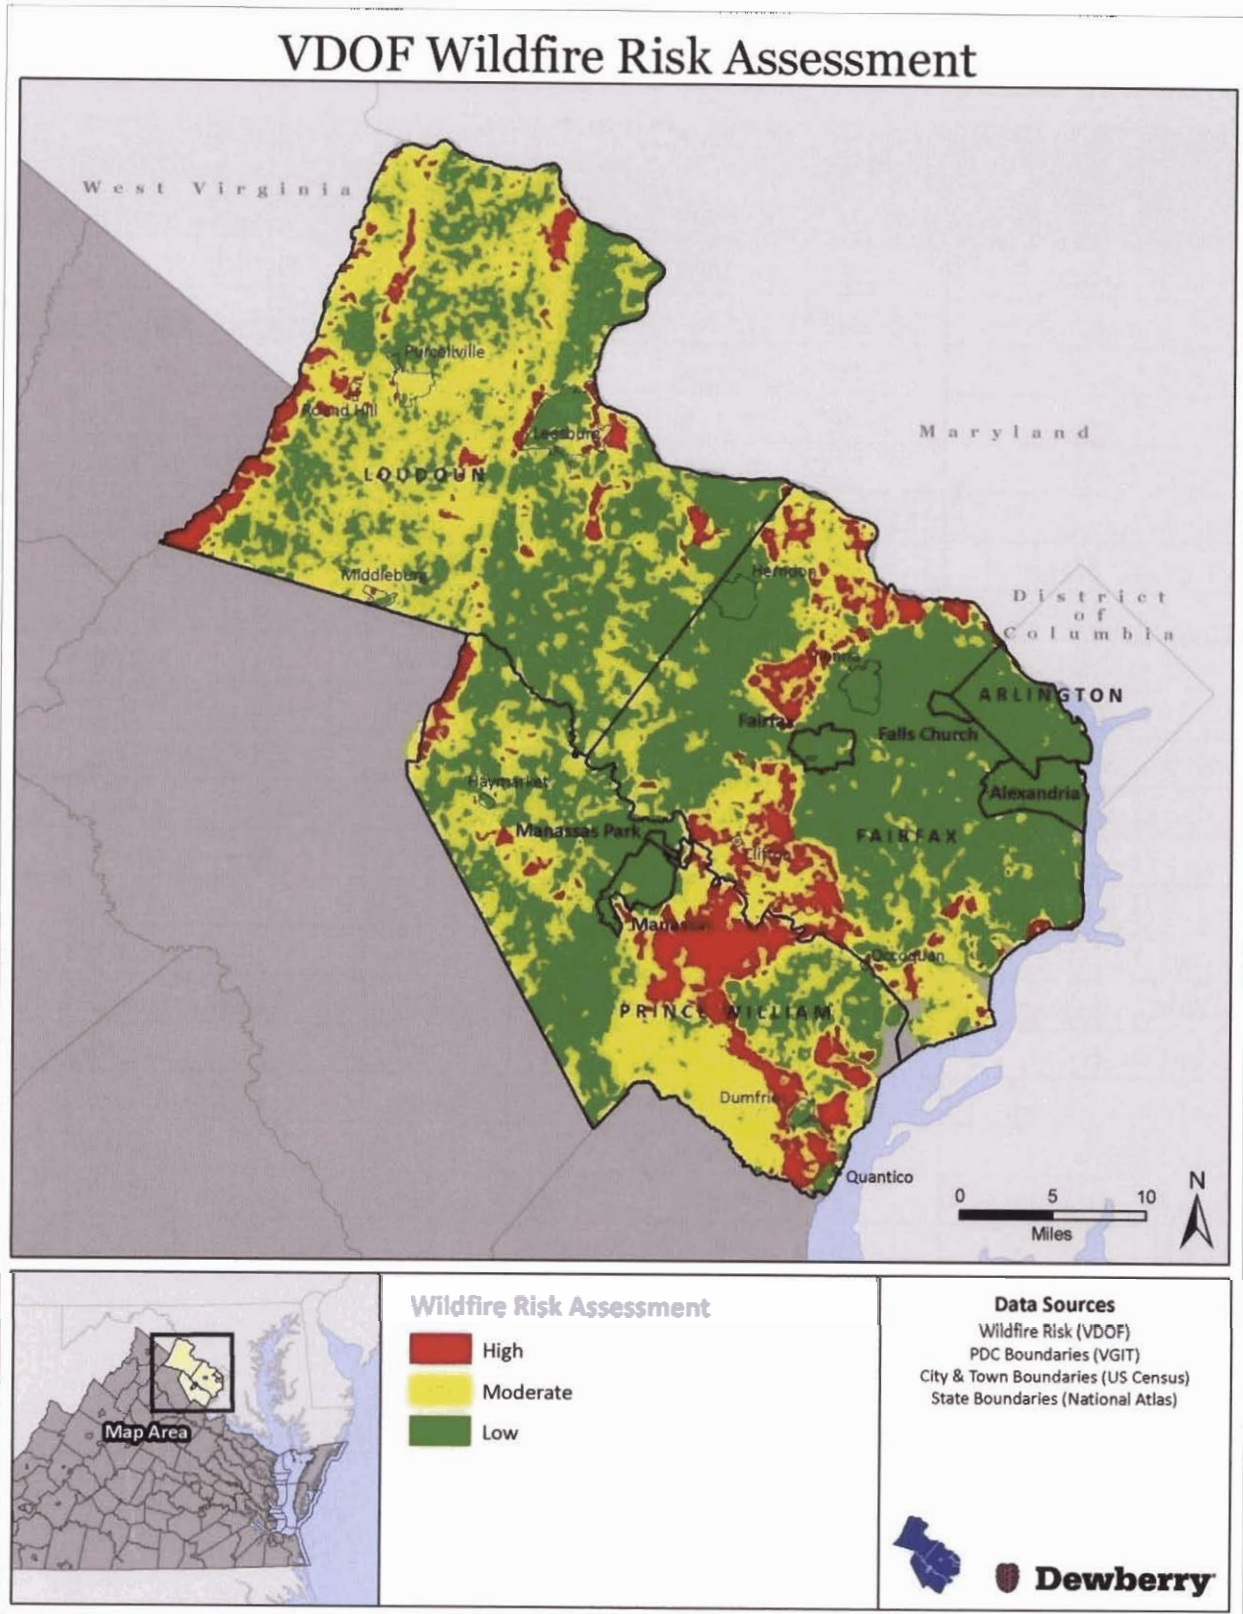 VDOF Wildfire Risk Assessment
West Virginia
Maryland
District
of
Columbia
Purcellville
Round Hill
Leesburg
LOUDOUN
Middleburg
Herndon
Vienna
ARLINGTON
Fairfax
Falls Church
Haymarket
Alexandria
Manassas Park
FAIRFAX
Clifton
Manassas
Occoquan
PRINCE WILLIAM
Dumfries
Quantico
N
0 5 10
Miles
Map Area
Wildfire Risk Assessment
High
Moderate
Low
Data Sources
Wildfire Risk (VDOF)
PDC Boundaries (VGIT)
City & Town Boundaries (US Census)
State Boundaries (National Atlas)
Dewberry